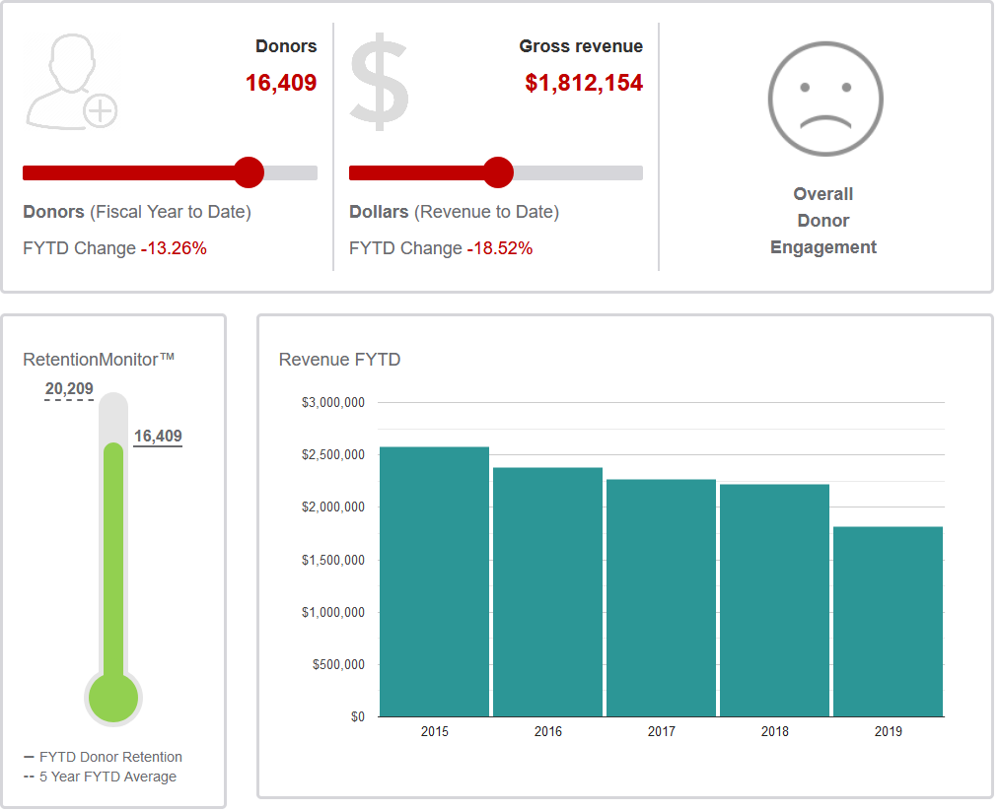 Donors
16,409
Donors (Fiscal Year to Date)
FYTD Change -13.26%
$
Gross revenue
$1,812,154
Dollars (Revenue to Date)
FYTD Change -18.52%
Overall
Donor
Engagement
RetentionMonitor™
20,209
16,409
— FYTD Donor Retention
-- 5 Year FYTD Average
Revenue FYTD
$3,000,000
$2,500,000
$2,000,000
$1,500,000
$1,000,000
$500,000
$0
2015 2016 2017 2018 2019